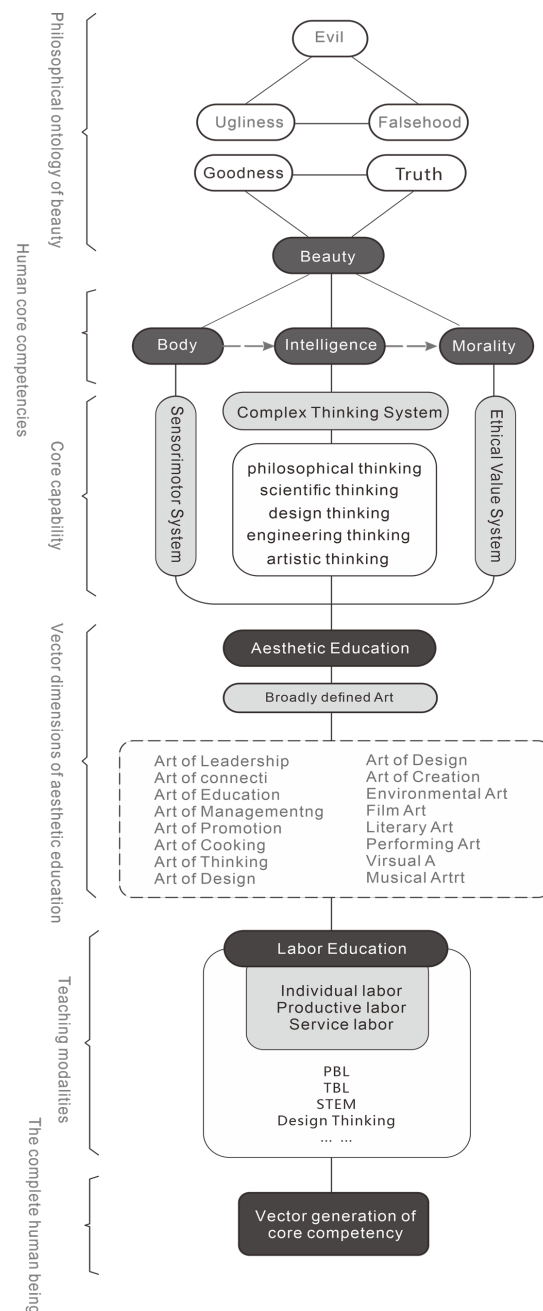 Philosophical ontology of beauty
Evil
Ugliness
Falsehood
Goodness
Truth
Beauty
Human core competencies
Body
Intelligence
Morality
Core capability
Sensorimotor System
Complex Thinking System
Ethical Value System
philosophical thinking
scientific thinking
design thinking
engineering thinking
artistic thinking
Vector dimensions of aesthetic education
Aesthetic Education
Broadly defined Art
Art of Leadership
Art of connecti
Art of Education
Art of Managementng
Art of Promotion
Art of Cooking
Art of Thinking
Art of Design
Art of Design
Art of Creation
Environmental Art
Film Art
Literary Art
Performing Art
Virsual A
Musical Artrt
Teaching modalities
Labor Education
Individual labor
Productive labor
Service labor
PBL
TBL
STEM
Design Thinking
... ...
The complete human being
Vector generation of
core competency